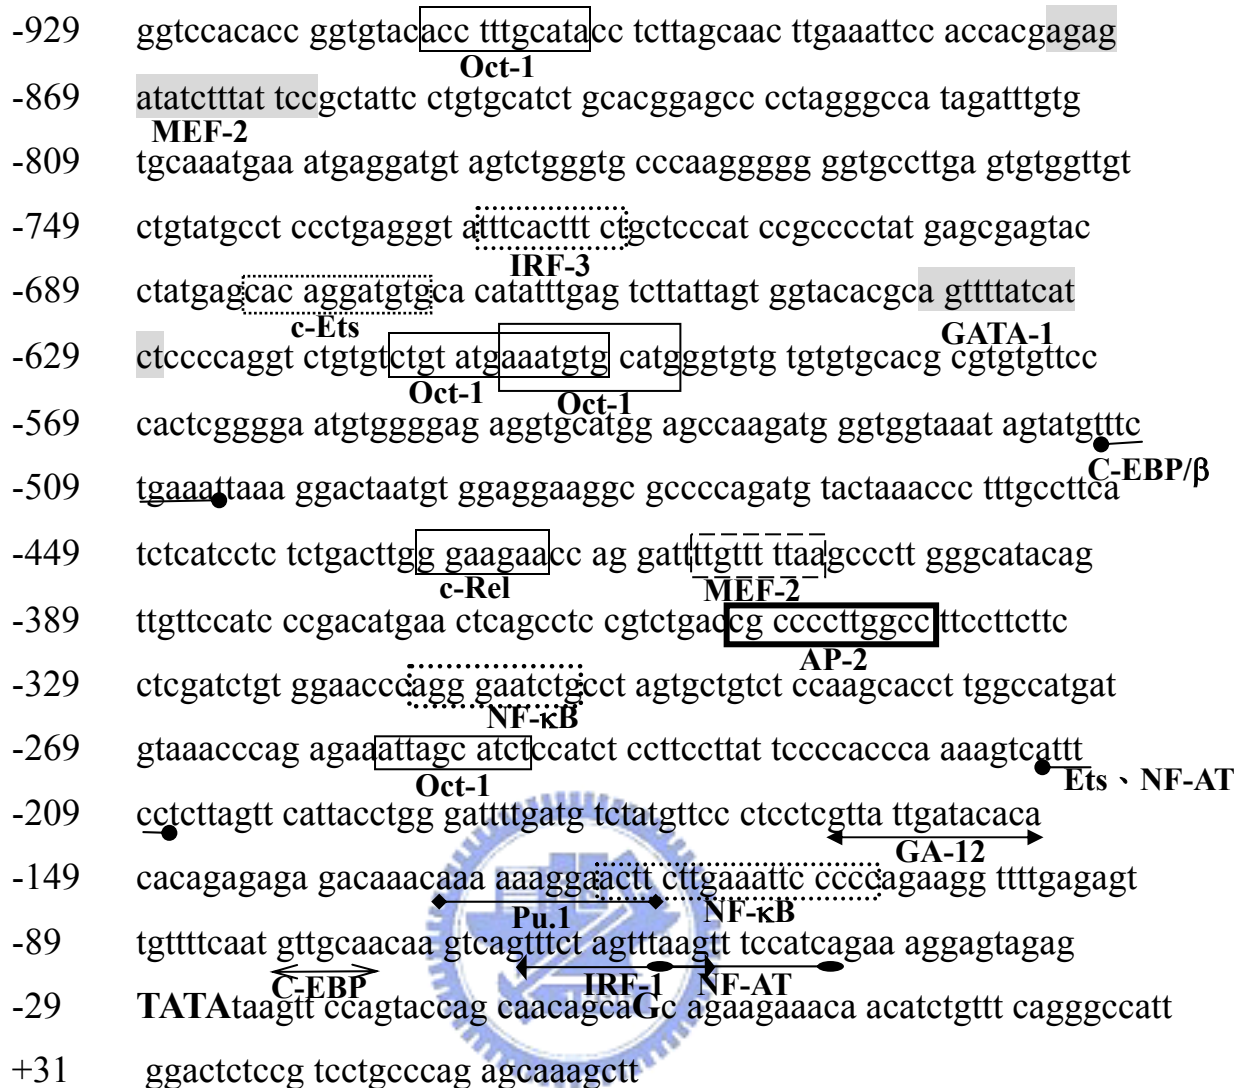 -929 ggtccacacc ggtgtacacc tttgcatacc tcttagcaac ttgaaattcc accacgagag
Oct-1
-869 atatctttat tccgctattc ctgtgcatct gcacggagcc cctagggcca tagatttgtg
MEF-2
-809 tgcaaatgaa atgaggatgt agtctgggtg cccaaggggg ggtgccttga gtgtggttgt
-749 ctgtatgcct ccctgagggt atttcacttt ctgctcccat ccgcccctat gagcgagtac
IRF-3
-689 ctatgagcac aggatgtgca catatttgag tcttattagt ggtacacgca gttttatcat
c-Ets GATA-1
-629 ctccccaggt ctgtgtctgt atgaaatgtg catgggtgtg tgtgtgcacg cgtgtgttcc
Oct-1 Oct-1
-569 cactcgggga atgtggggag aggtgcatgg agccaagatg ggtggtaaat agtatgtttc
C-EBP/β
-509 tgaaattaaa ggactaatgt ggaggaaggc gccccagatg tactaaaccc tttgccttca
-449 tctcatcctc tctgacttgg gaagaacc ag gattttgttt ttaagccctt gggcatacag
c-Rel MEF-2
-389 ttgttccatc ccgacatgaa ctcagcctcc cgtctgaccg ccccttggcc ttccttcttc
AP-2
-329 ctcgatctgt ggaacccagg gaatctgcct agtgctgtct ccaagcacct tggccatgat
NF-κB
-269 gtaaacccag agaaattagc atctccatct ccttccttat tccccaccca aaagtcattt
Oct-1 Ets、NF-AT
-209 cctcttagtt cattacctgg gattttgatg tctatgttcc ctcctcgtta ttgatacaca
GA-12
-149 cacagagaga gacaaacaaa aaaggaactt cttgaaattc ccccagaagg ttttgagagt
Pu.1 NF-κB
-89 tgttttcaat gttgcaacaa gtcagtttct agtttaagtt tccatcagaa aggagtagag
C-EBP IRF-1 NF-AT
-29 TATAtaagtt ccagtaccag caacagcaGc agaagaaaca acatctgttt cagggccatt
+31 ggactctccg tcctgcccag agcaaagctt